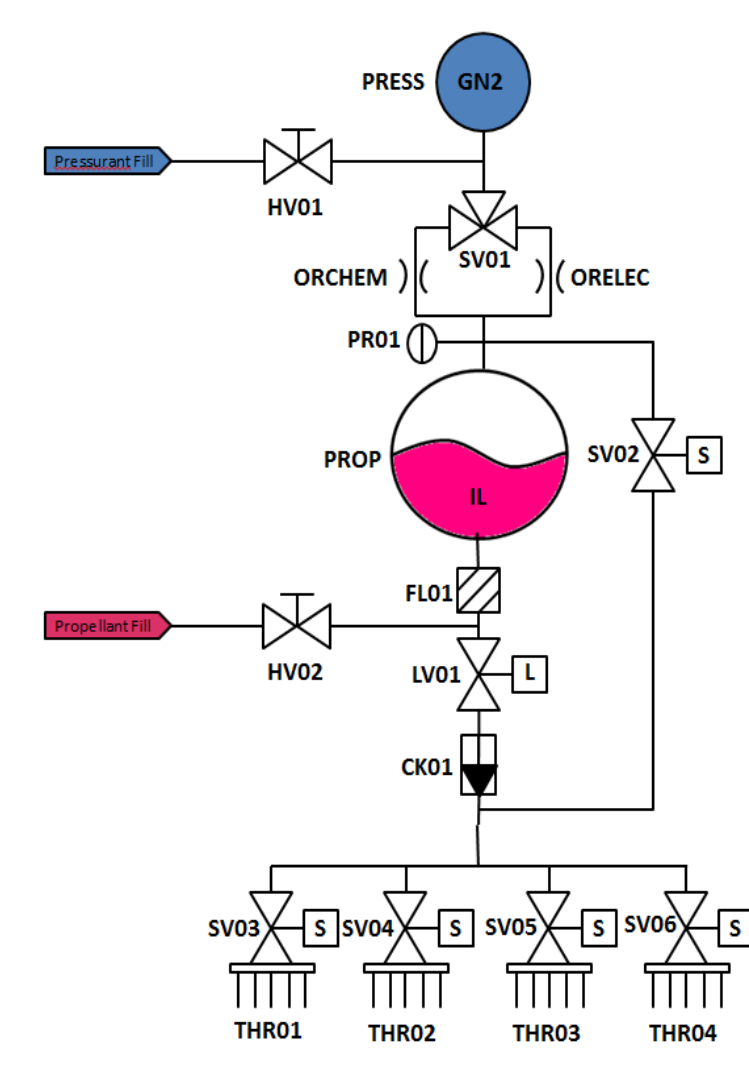 PRESS
GN2
Pressurant Fill
HV01
SV01
ORCHEM
ORELEC
PR01
PROP
IL
SV02
S
FL01
Propellant Fill
HV02
LV01
L
CK01
SV03
S
SV04
S
SV05
S
SV06
S
THR01
THR02
THR03
THR04